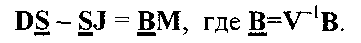 DS – SJ = BM, где B=V⁻¹B.